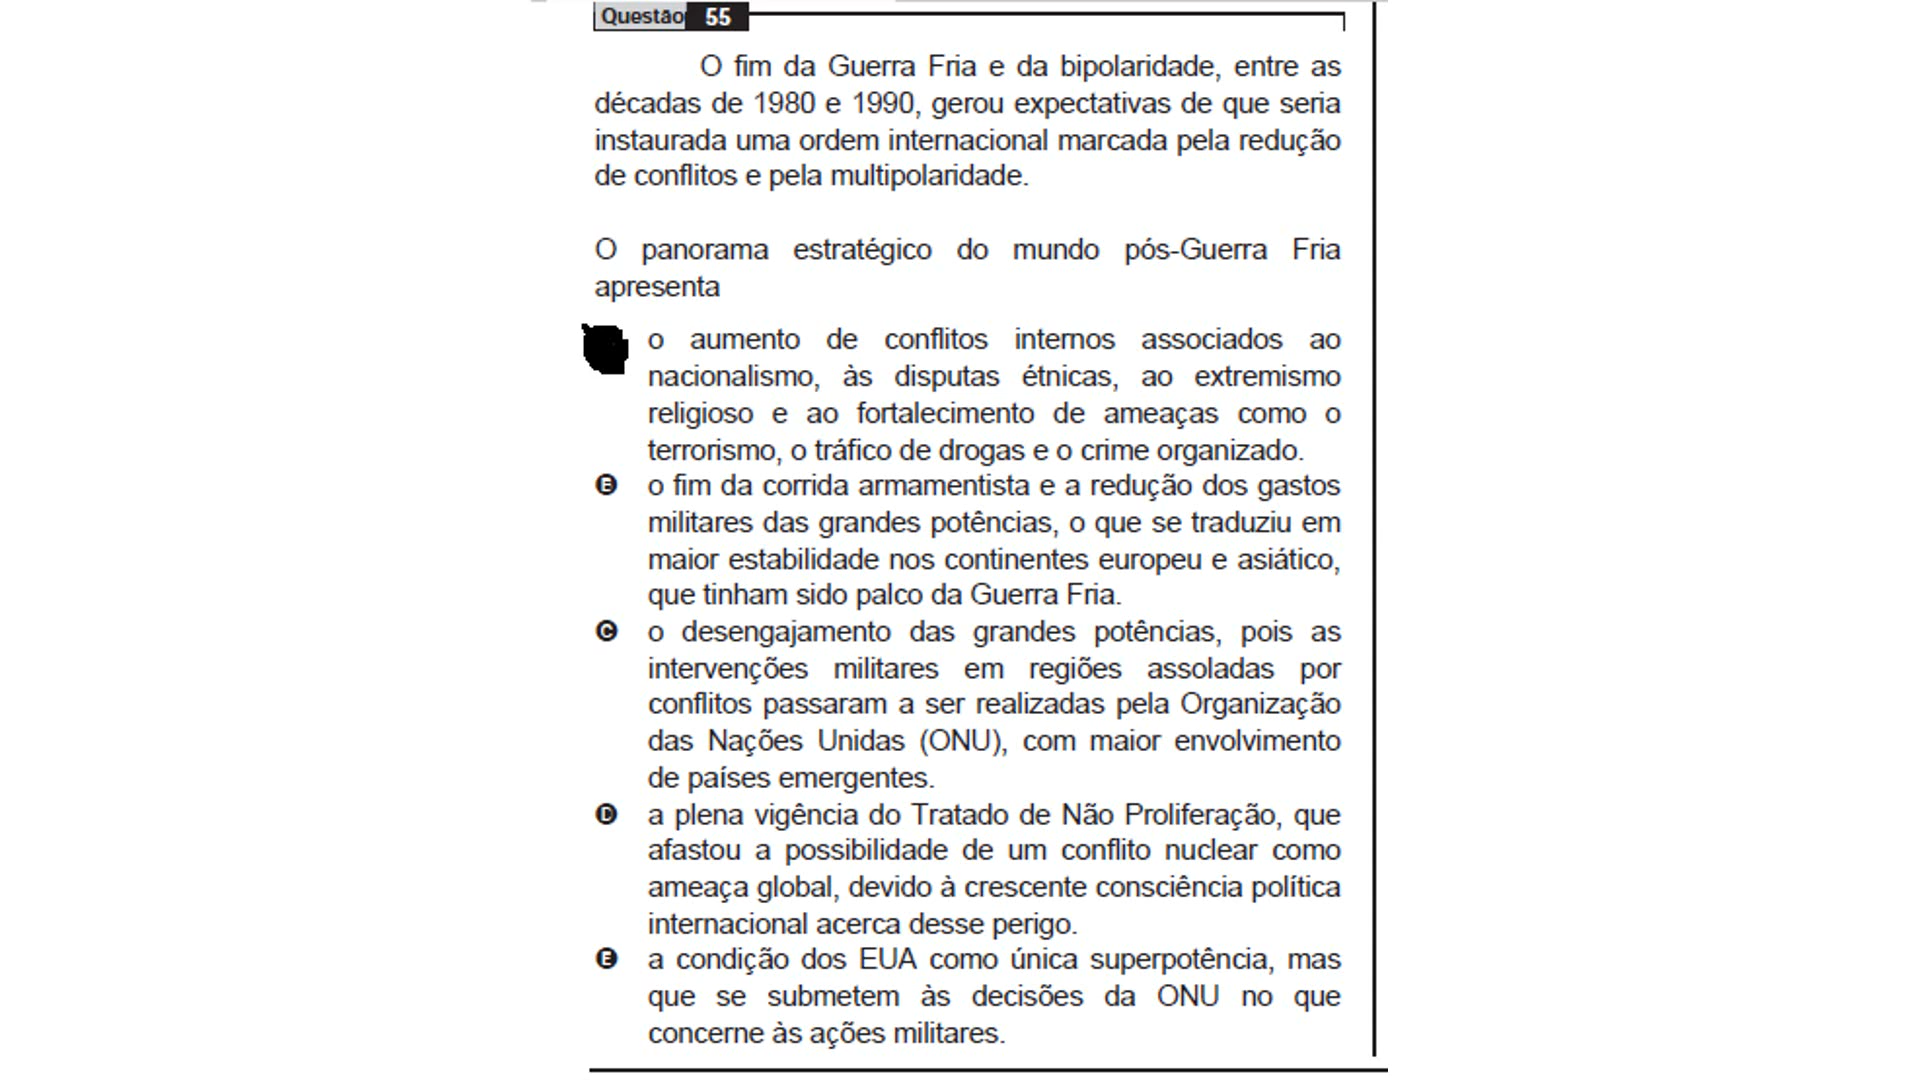 Questão 55
O fim da Guerra Fria e da bipolaridade, entre as
décadas de 1980 e 1990, gerou expectativas de que seria
instaurada uma ordem internacional marcada pela redução
de conflitos e pela multipolaridade.
O panorama estratégico do mundo pós-Guerra Fria
apresenta
o aumento de conflitos internos associados ao
nacionalismo, às disputas étnicas, ao extremismo
religioso e ao fortalecimento de ameaças como o
terrorismo, o tráfico de drogas e o crime organizado.
E o fim da corrida armamentista e a redução dos gastos
militares das grandes potências, o que se traduziu em
maior estabilidade nos continentes europeu e asiático,
que tinham sido palco da Guerra Fria.
C o desengajamento das grandes potências, pois as
intervenções militares em regiões assoladas por
conflitos passaram a ser realizadas pela Organização
das Nações Unidas (ONU), com maior envolvimento
de países emergentes.
D a plena vigência do Tratado de Não Proliferação, que
afastou a possibilidade de um conflito nuclear como
ameaça global, devido à crescente consciência política
internacional acerca desse perigo.
E a condição dos EUA como única superpotência, mas
que se submetem às decisões da ONU no que
concerne às ações militares.